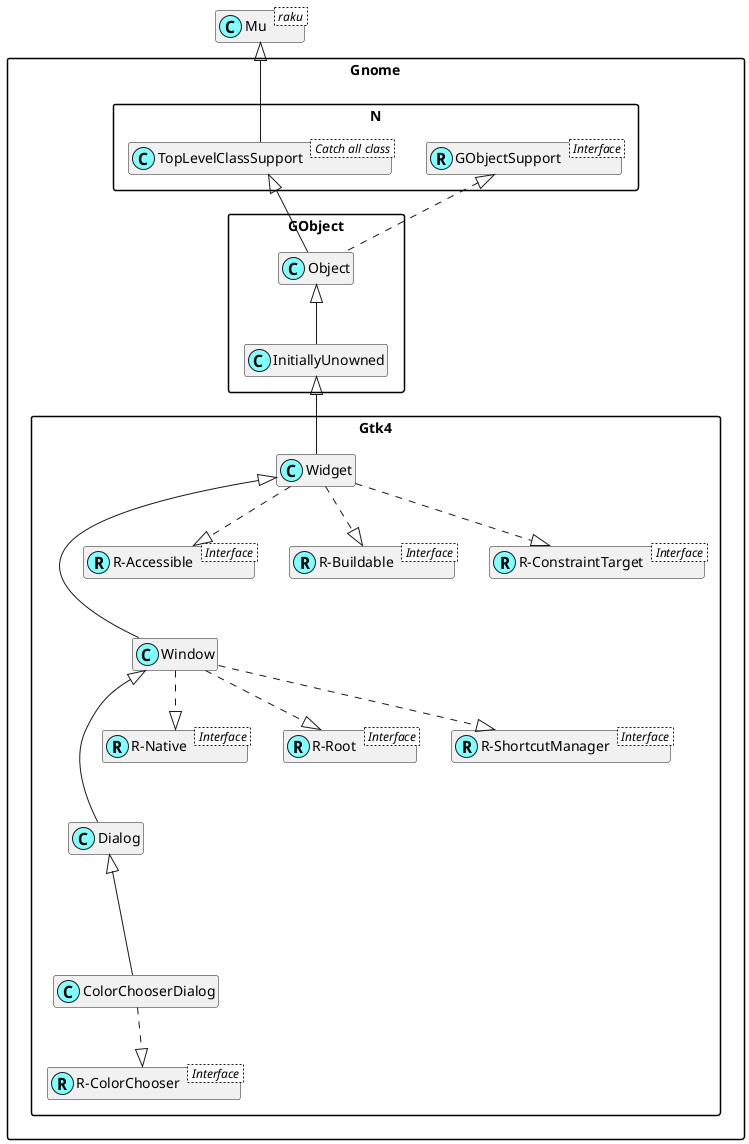 C Mu raku
Gnome
N
C TopLevelClassSupport Catch all class
R GObjectSupport Interface
GObject
C Object
C InitiallyUnowned
Gtk4
C Widget
R R-Accessible Interface
R R-Buildable Interface
R R-ConstraintTarget Interface
C Window
R R-Native Interface
R R-Root Interface
R R-ShortcutManager Interface
C Dialog
C ColorChooserDialog
R R-ColorChooser Interface